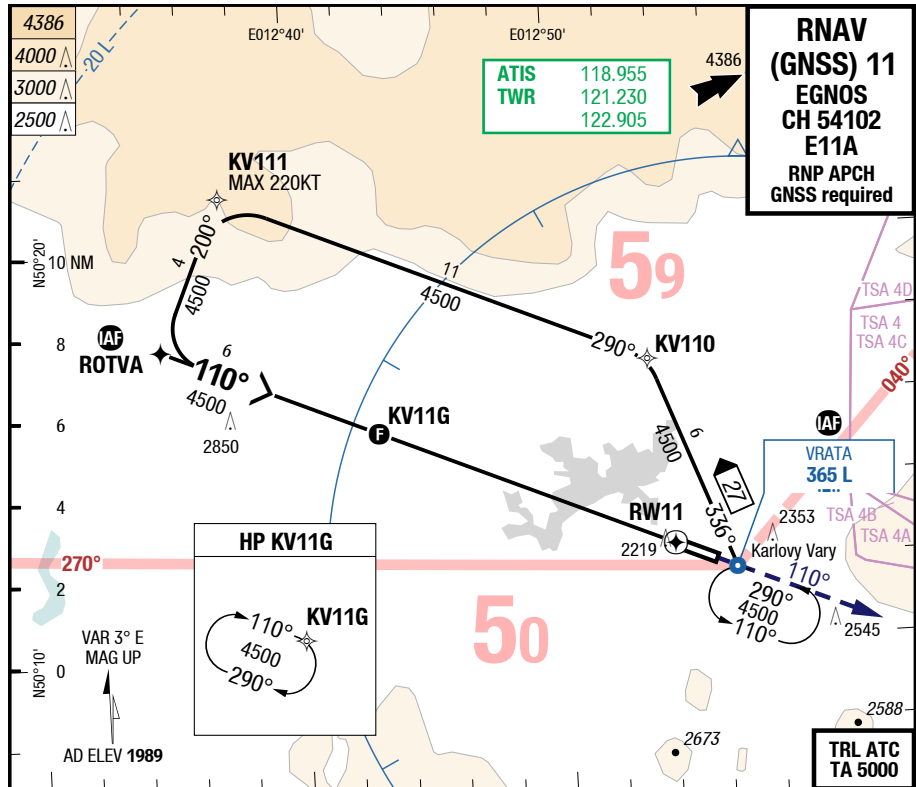 4386
4000
3000
2500
20 L
E012°40'
E012°50'
ATIS 118.955
TWR 121.230
122.905
4386
RNAV
(GNSS) 11
EGNOS
CH 54102
E11A
RNP APCH
GNSS required
KV111
MAX 220KT
N50°20'
10 NM
8
6
4
2
0
N50°10'
4
200°
4500
11
4500
290°
59
KV110
TSA 4D
TSA 4
TSA 4C
040°
IAF
ROTVA
6
110°
4500
2850
F
KV11G
6
4500
336°
27
IAF
VRATA
365 L
TSA 4B
TSA 4A
RW11
2219
2353
Karlovy Vary
110°
290°
4500
110°
2545
270°
HP KV11G
KV11G
110°
4500
290°
50
VAR 3° E
MAG UP
AD ELEV 1989
2588
2673
TRL ATC
TA 5000